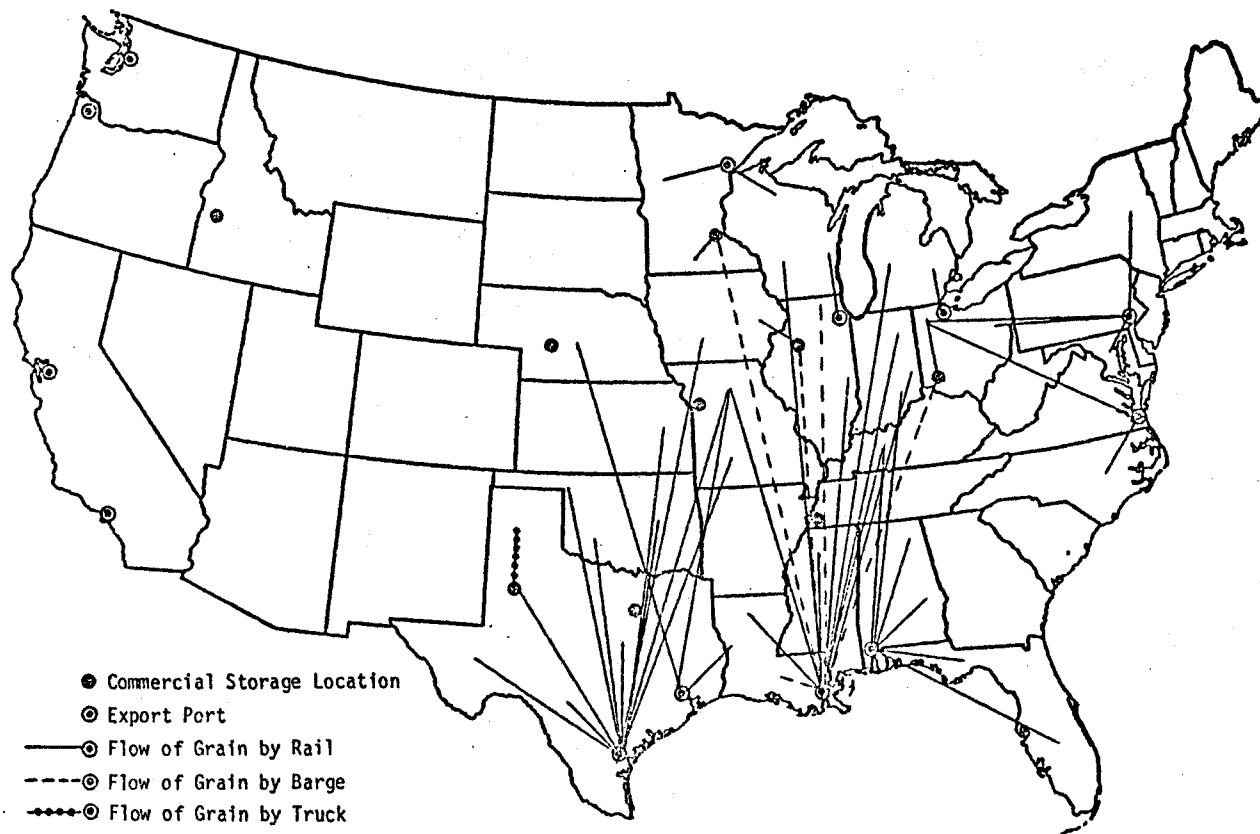 Commercial Storage Location
Export Port
Flow of Grain by Rail
Flow of Grain by Barge
Flow of Grain by Truck